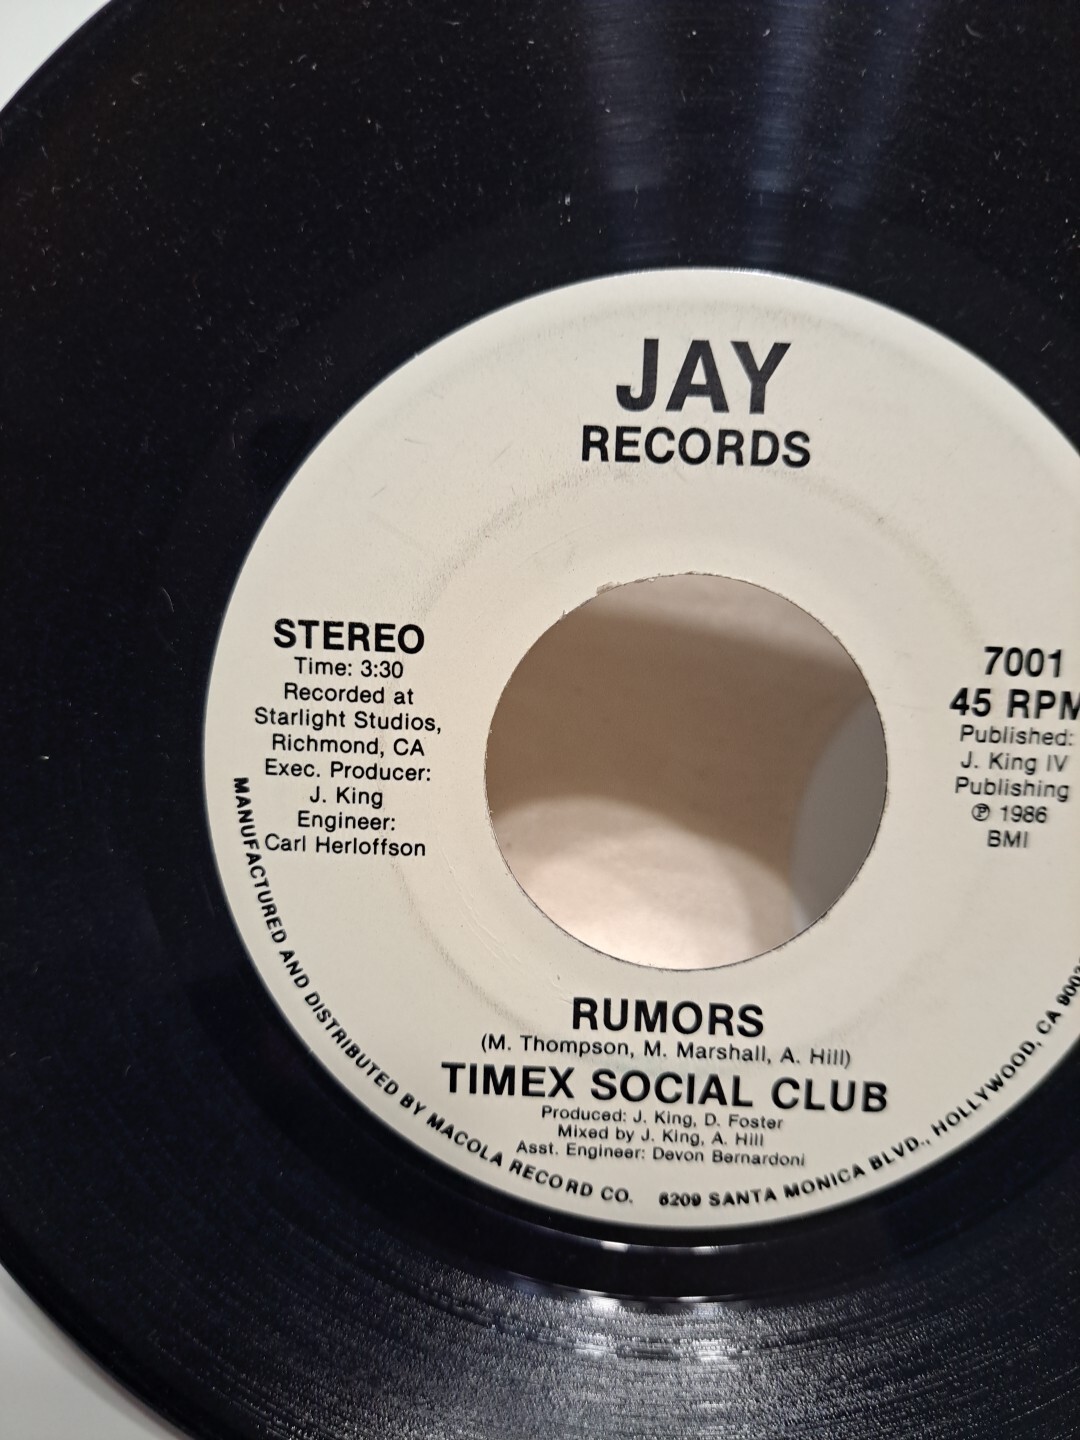 JAY
RECORDS
STEREO
Time: 3:30
Recorded at
Starlight Studios,
Richmond, CA
Exec. Producer:
J. King
Engineer:
Carl Herloffson
7001
45 RPM
Published:
J. King IV
Publishing
℗ 1986
BMI
RUMORS
(M. Thompson, M. Marshall, A. Hill)
TIMEX SOCIAL CLUB
Produced: J. King, D. Foster
Mixed by J. King, A. Hill
Asst. Engineer: Devon Bernardoni
MANUFACTURED AND DISTRIBUTED BY MACOLA RECORD CO. 6209 SANTA MONICA BLVD., HOLLYWOOD, CA